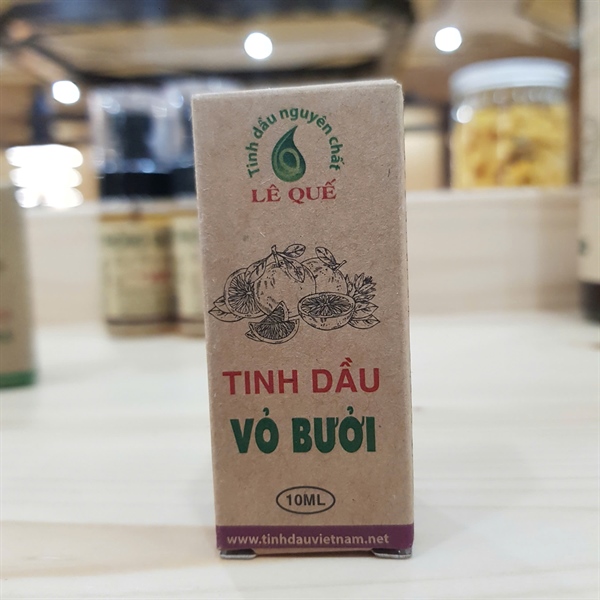 Tinh dầu nguyên chất
LÊ QUẾ
TINH DẦU
VỎ BƯỞI
10ML
www.tinhdauvietnam.net